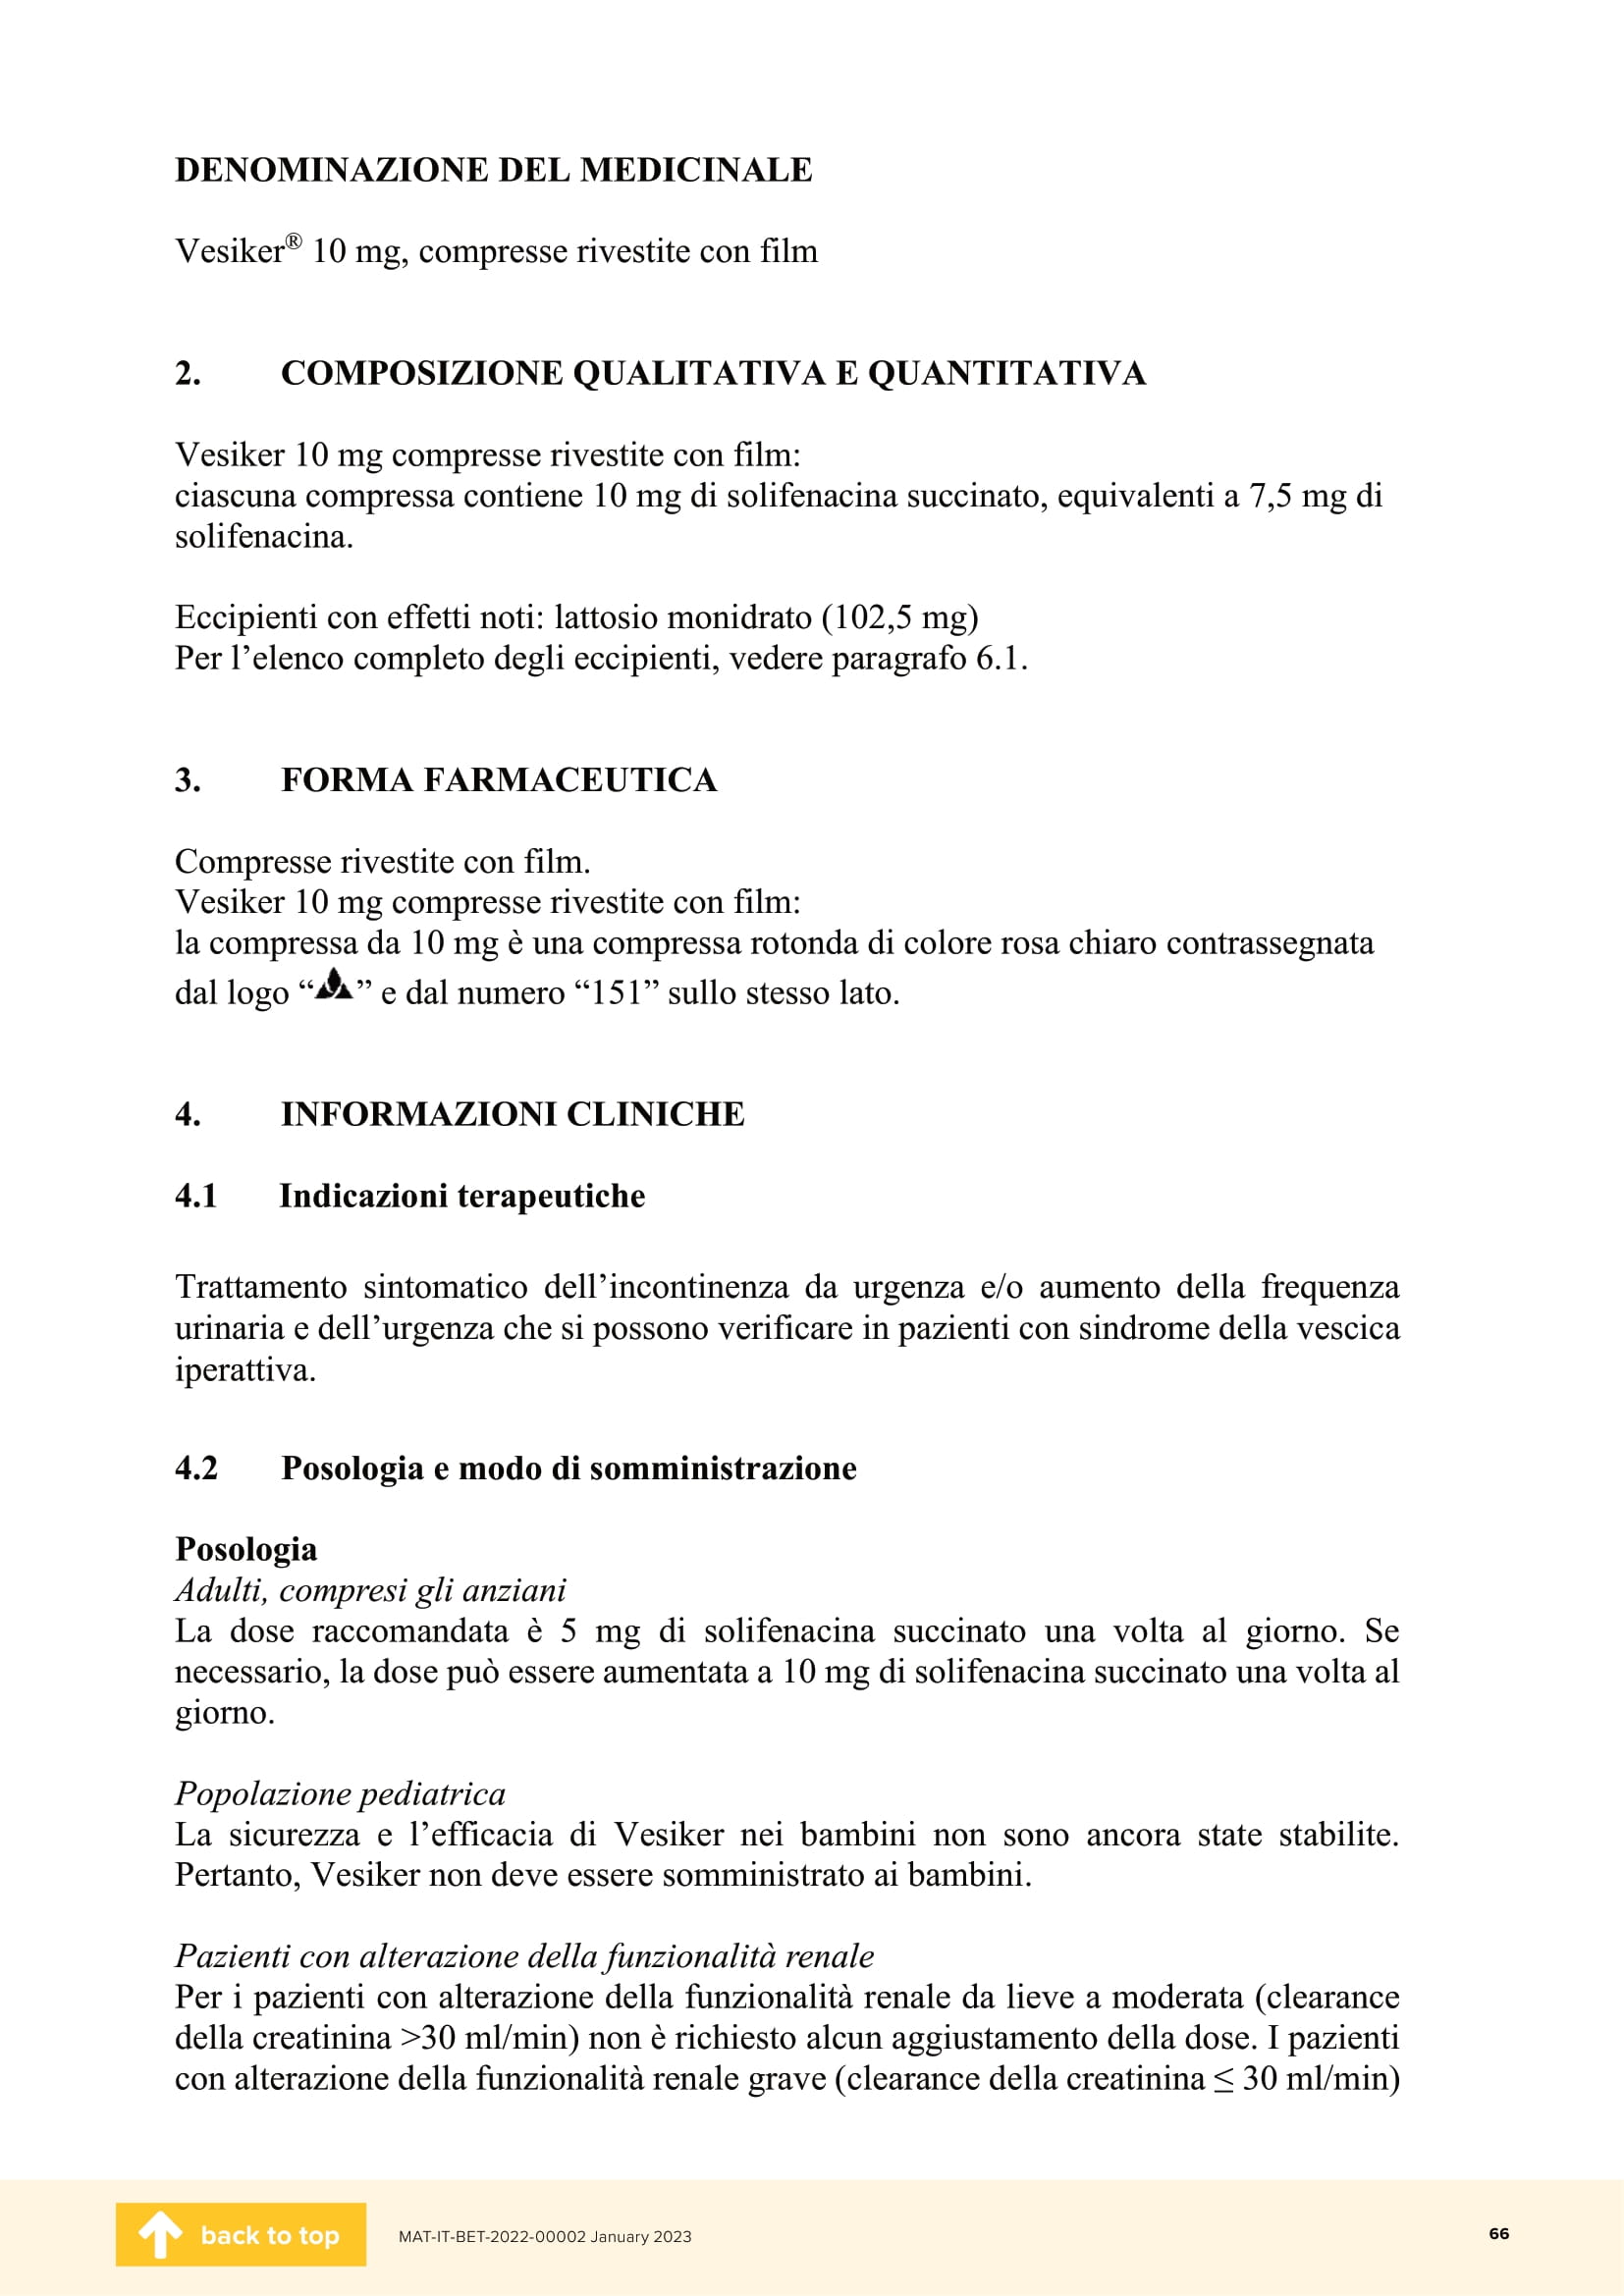 DENOMINAZIONE DEL MEDICINALE
Vesiker® 10 mg, compresse rivestite con film
2. COMPOSIZIONE QUALITATIVA E QUANTITATIVA
Vesiker 10 mg compresse rivestite con film:
ciascuna compressa contiene 10 mg di solifenacina succinato, equivalenti a 7,5 mg di
solifenacina.
Eccipienti con effetti noti: lattosio monidrato (102,5 mg)
Per l’elenco completo degli eccipienti, vedere paragrafo 6.1.
3. FORMA FARMACEUTICA
Compresse rivestite con film.
Vesiker 10 mg compresse rivestite con film:
la compressa da 10 mg è una compressa rotonda di colore rosa chiaro contrassegnata
dal logo “” e dal numero “151” sullo stesso lato.
4. INFORMAZIONI CLINICHE
4.1 Indicazioni terapeutiche
Trattamento sintomatico dell’incontinenza da urgenza e/o aumento della frequenza
urinaria e dell’urgenza che si possono verificare in pazienti con sindrome della vescica
iperattiva.
4.2 Posologia e modo di somministrazione
Posologia
Adulti, compresi gli anziani
La dose raccomandata è 5 mg di solifenacina succinato una volta al giorno. Se
necessario, la dose può essere aumentata a 10 mg di solifenacina succinato una volta al
giorno.
Popolazione pediatrica
La sicurezza e l’efficacia di Vesiker nei bambini non sono ancora state stabilite.
Pertanto, Vesiker non deve essere somministrato ai bambini.
Pazienti con alterazione della funzionalità renale
Per i pazienti con alterazione della funzionalità renale da lieve a moderata (clearance
della creatinina >30 ml/min) non è richiesto alcun aggiustamento della dose. I pazienti
con alterazione della funzionalità renale grave (clearance della creatinina ≤ 30 ml/min)
back to top
MAT-IT-BET-2022-00002 January 2023
66